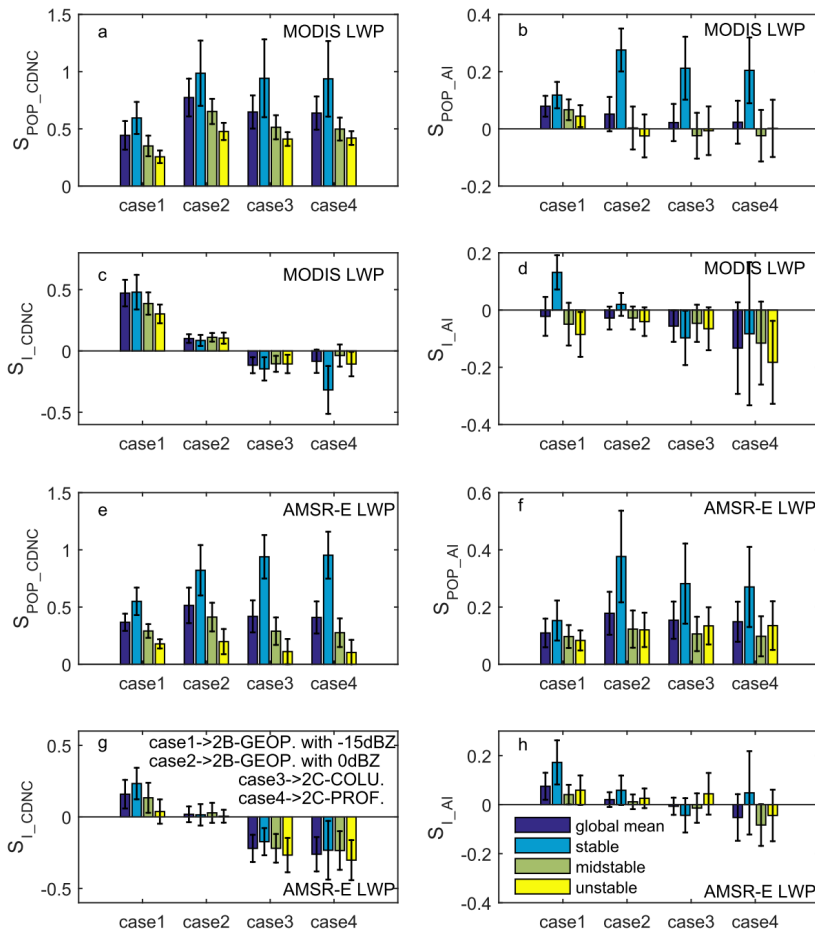 a
MODIS LWP
S_POP_CDNC
1.5
1
0.5
0
case1 case2 case3 case4
b
MODIS LWP
S_POP_AI
0.4
0.2
0
-0.2
case1 case2 case3 case4
c
MODIS LWP
S_I_CDNC
0.5
0
-0.5
case1 case2 case3 case4
d
MODIS LWP
S_I_AI
0.2
0
-0.2
-0.4
case1 case2 case3 case4
e
AMSR-E LWP
S_POP_CDNC
1.5
1
0.5
0
case1 case2 case3 case4
f
AMSR-E LWP
S_POP_AI
0.6
0.4
0.2
0
case1 case2 case3 case4
g
case1->2B-GEOP. with -15dBZ
case2->2B-GEOP. with 0dBZ
case3->2C-COLU.
case4->2C-PROF.
S_I_CDNC
0.5
0
-0.5
AMSR-E LWP
case1 case2 case3 case4
h
S_I_AI
0.2
0
-0.2
-0.4
global mean
stable
midstable
unstable
AMSR-E LWP
case1 case2 case3 case4